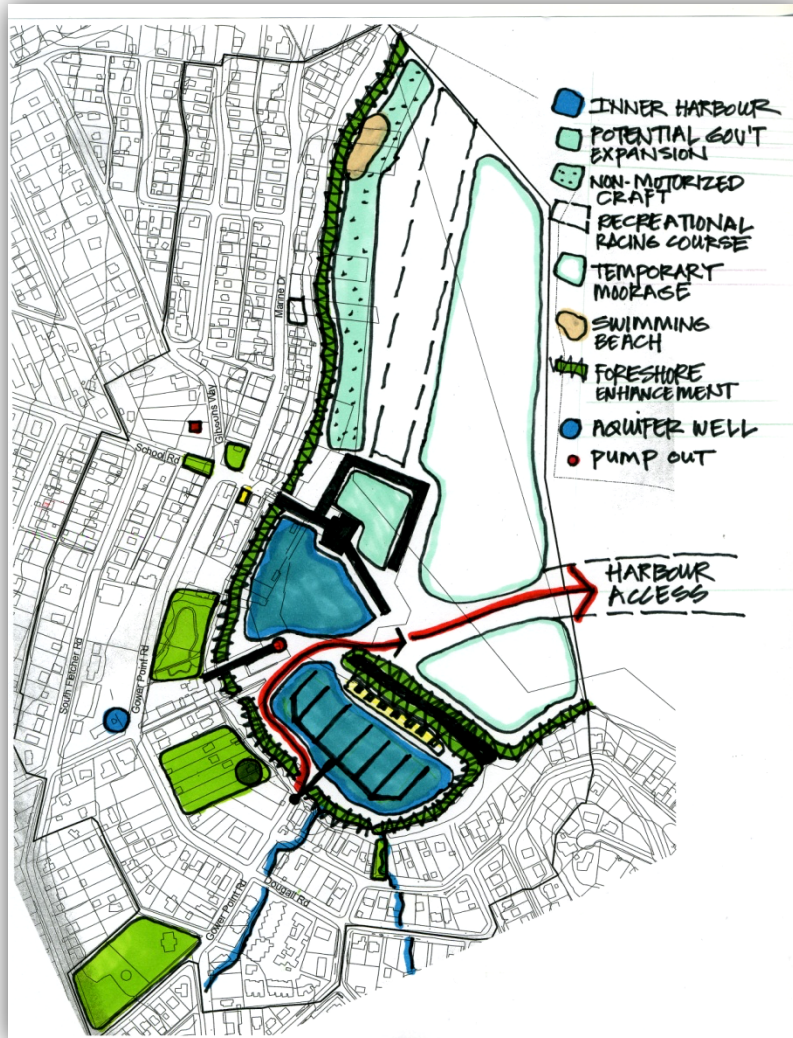 INNER HARBOUR
POTENTIAL GOV'T
EXPANSION
NON-MOTORIZED
CRAFT
RECREATIONAL
RACING COURSE
TEMPORARY
MOORAGE
SWIMMING
BEACH
FORESHORE
ENHANCEMENT
AQUIFER WELL
PUMP OUT
HARBOUR
ACCESS
Marine Dr
Gibsons Way
School Rd
South Fletcher Rd
Gower Point Rd
Gower Point Rd
Dougall Rd